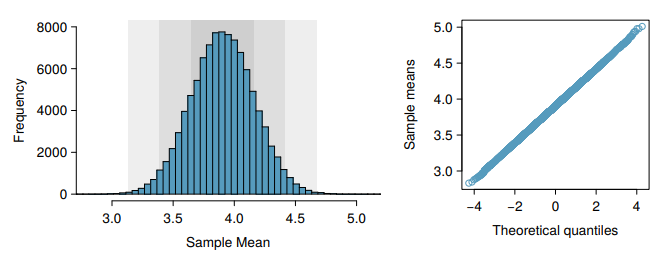 8000
6000
4000
2000
0
Frequency
3.0 3.5 4.0 4.5 5.0
Sample Mean
5.0
4.5
4.0
3.5
3.0
Sample means
−4 −2 0 2 4
Theoretical quantiles